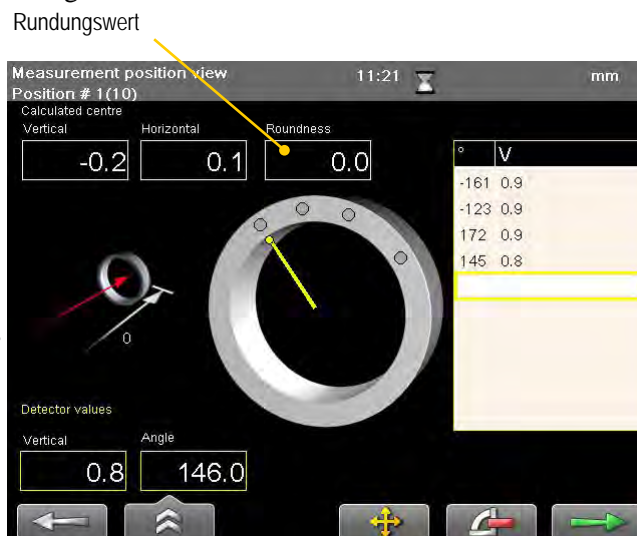 Rundungswert
Measurement position view 11:21 mm
Position # 1(10)
Calculated centre
Vertical Horizontal Roundness
-0.2 0.1 0.0
° V
-161 0.9
-123 0.9
172 0.9
145 0.8
0
Detector values
Vertical Angle
0.8 146.0